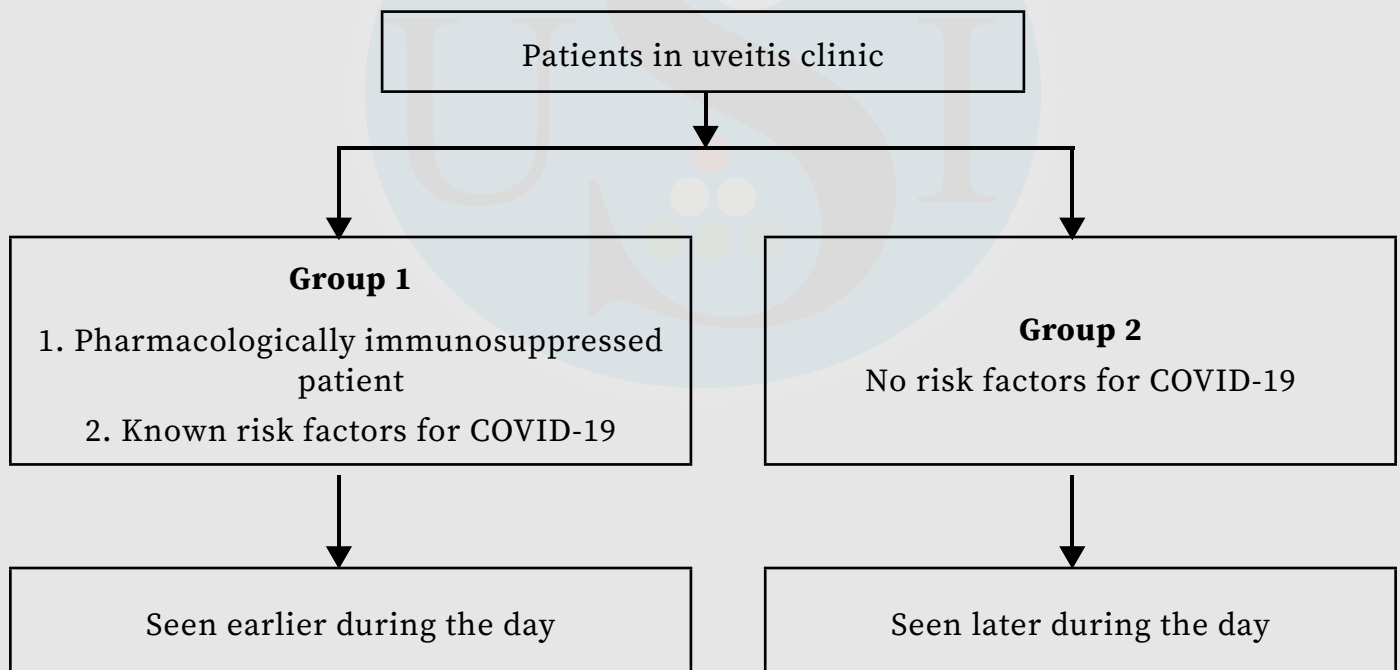 Patients in uveitis clinic
Group 1
1. Pharmacologically immunosuppressed
patient
2. Known risk factors for COVID-19
Group 2
No risk factors for COVID-19
Seen earlier during the day
Seen later during the day
USI